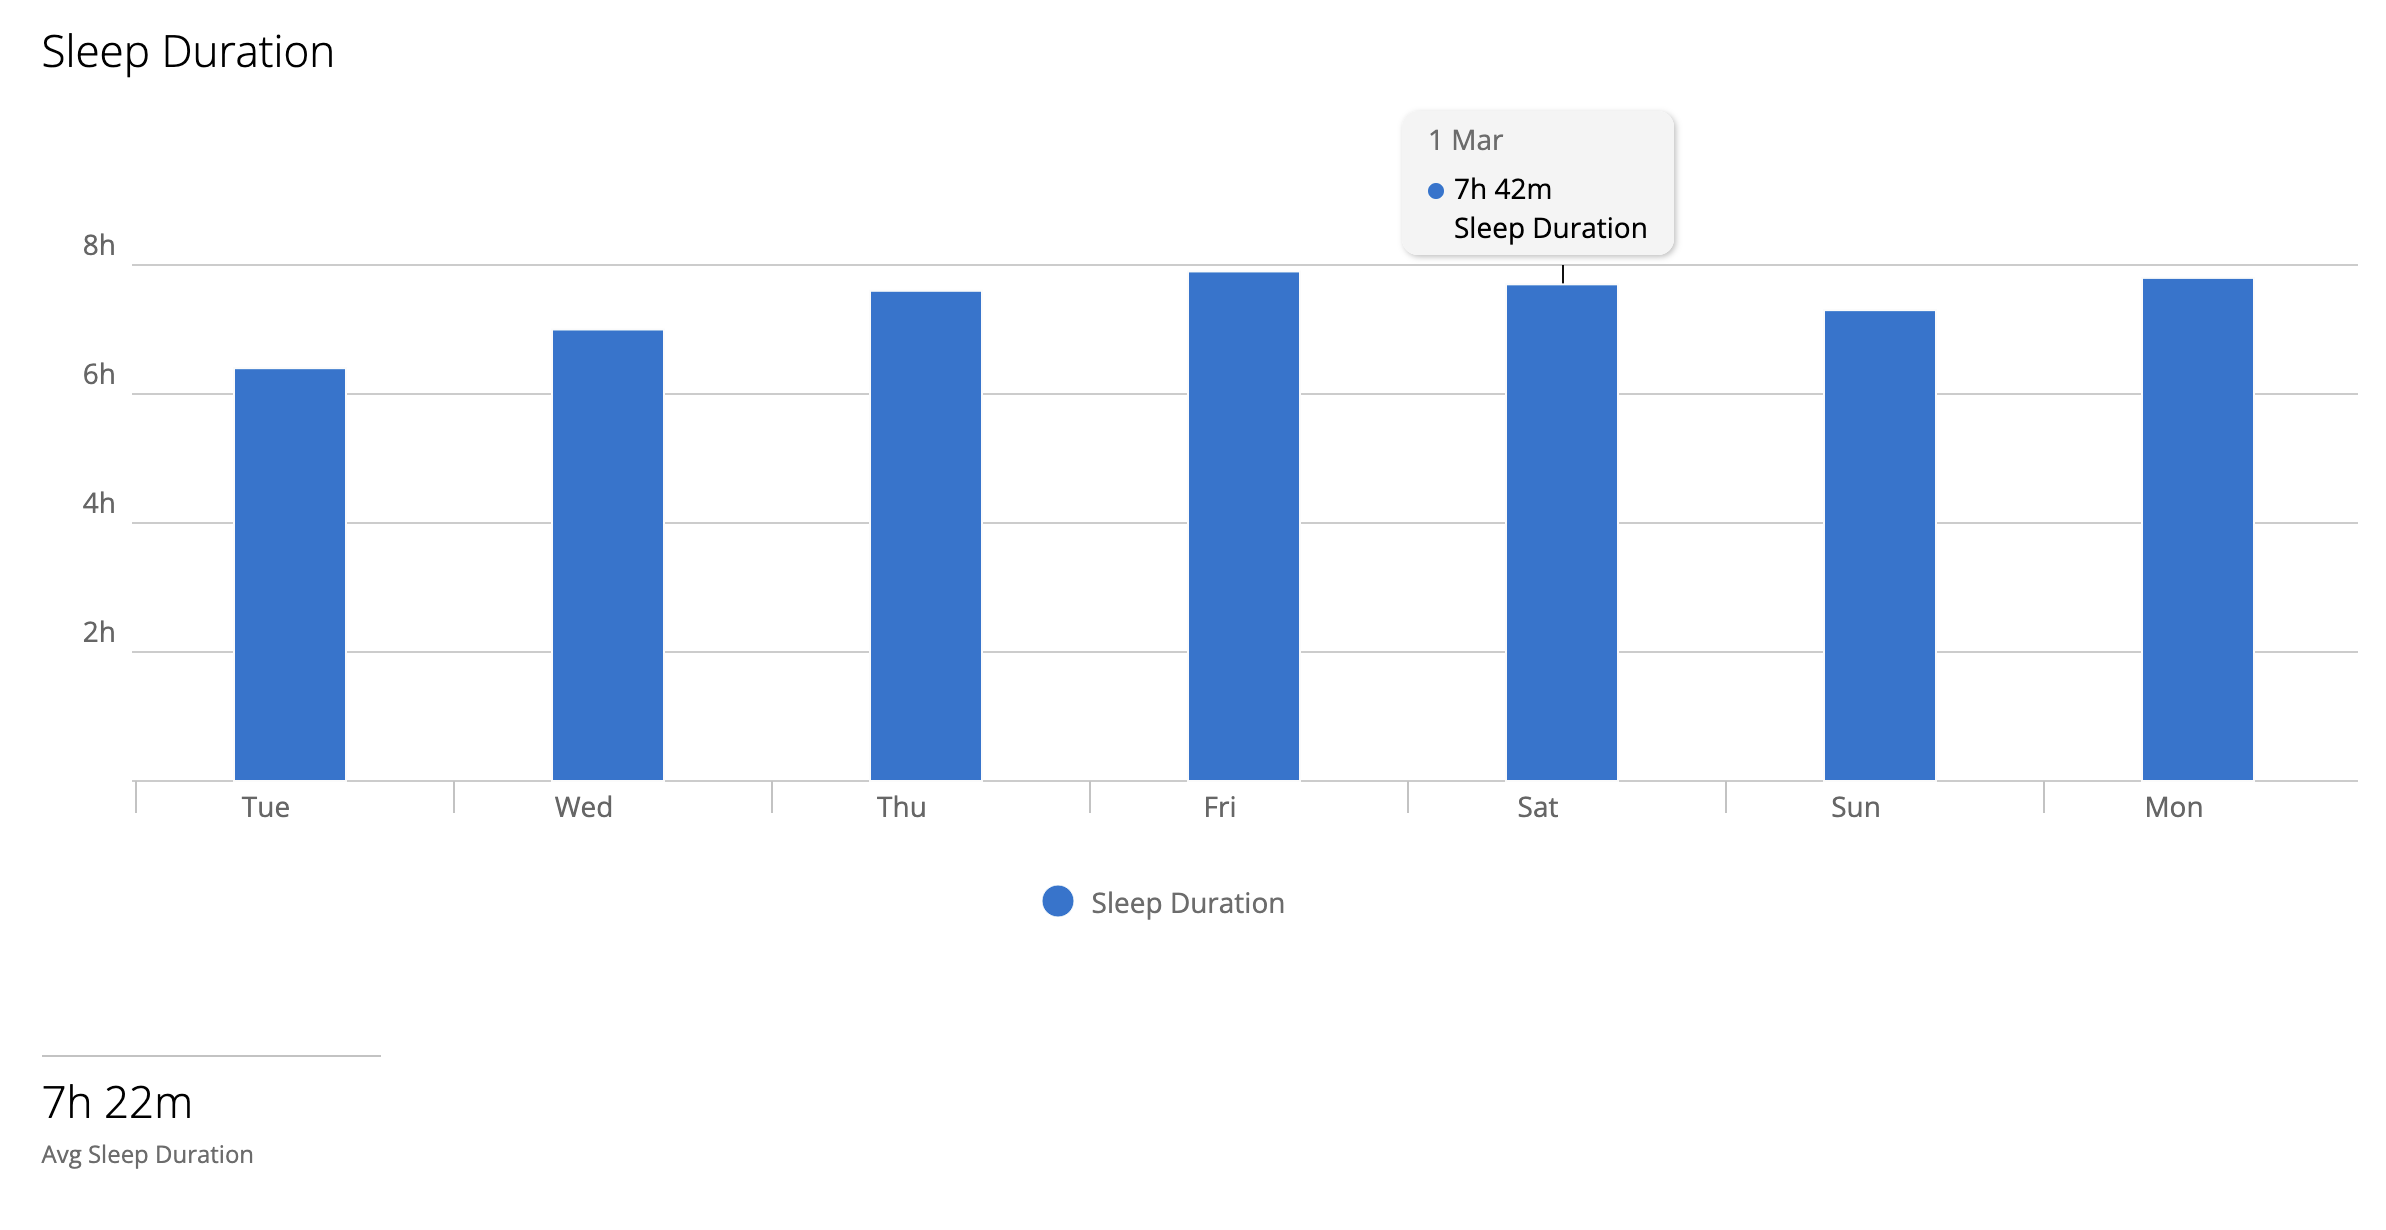 Sleep Duration
1 Mar
7h 42m
Sleep Duration
8h
6h
4h
2h
Tue Wed Thu Fri Sat Sun Mon
Sleep Duration
7h 22m
Avg Sleep Duration